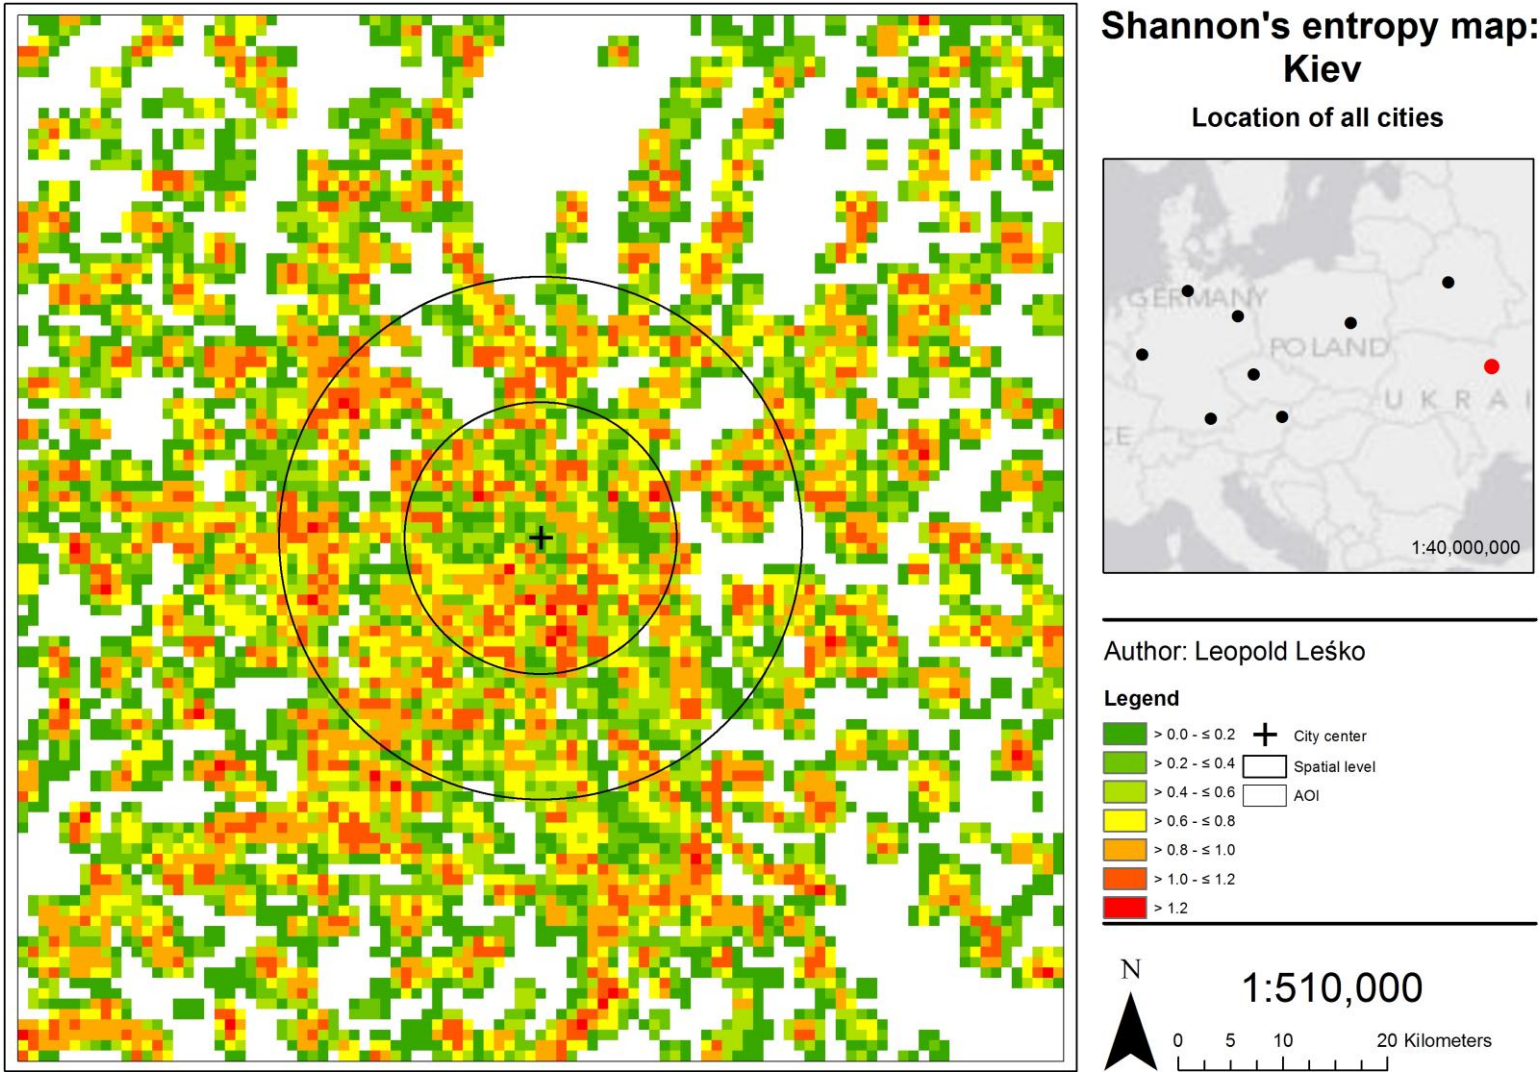 Shannon's entropy map:
Kiev
Location of all cities
GERMANY
POLAND
UKRAI
CE
1:40,000,000
Author: Leopold Leśko
Legend
> 0.0 - ≤ 0.2
City center
> 0.2 - ≤ 0.4
Spatial level
> 0.4 - ≤ 0.6
AOI
> 0.6 - ≤ 0.8
> 0.8 - ≤ 1.0
> 1.0 - ≤ 1.2
> 1.2
N
1:510,000
0 5 10 20 Kilometers